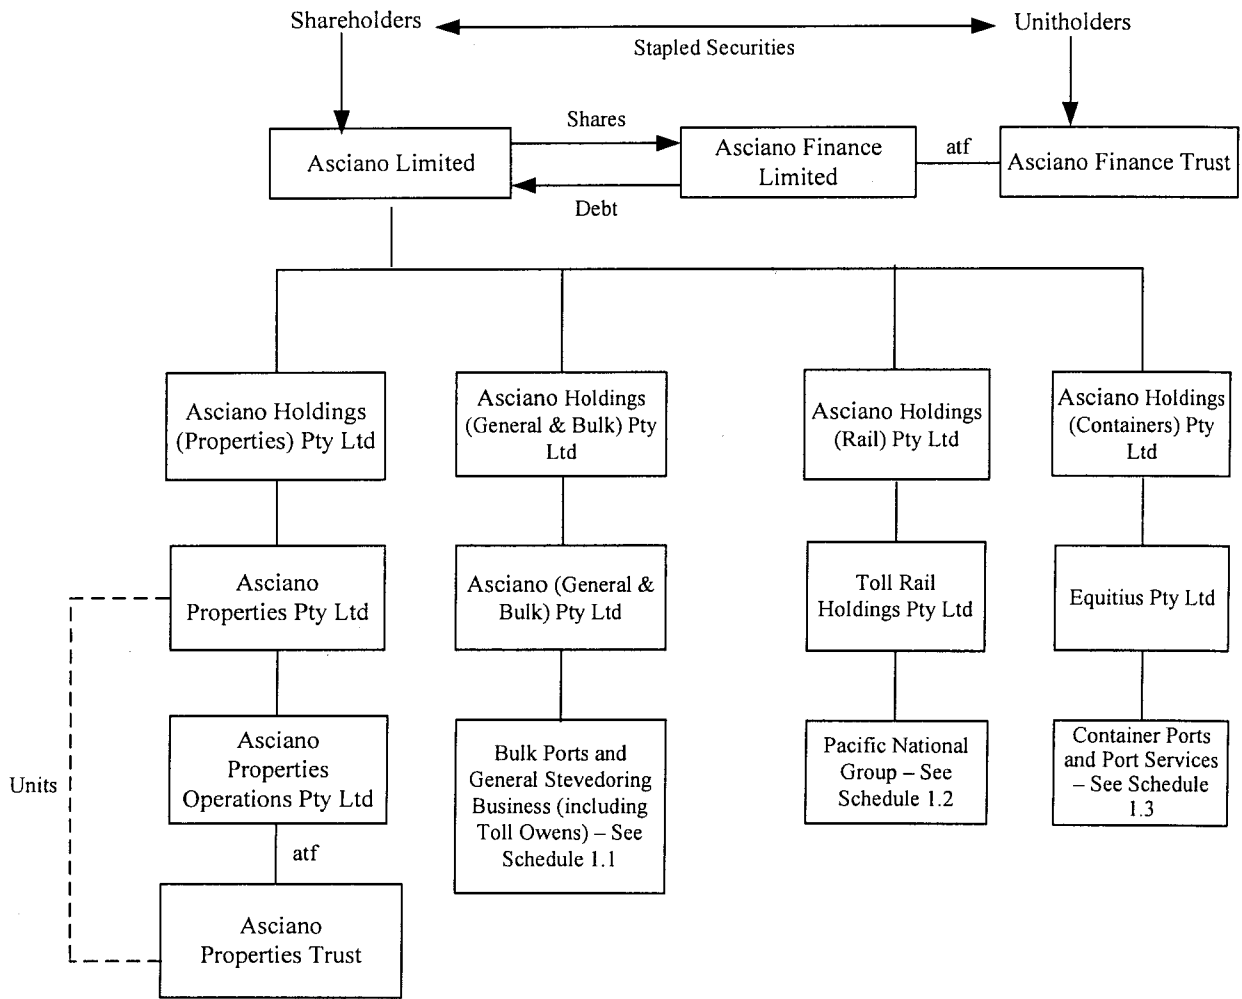 Shareholders
Unitholders
Stapled Securities
Shares
Asciano Limited
Asciano Finance
Limited
atf
Asciano Finance Trust
Debt
Asciano Holdings
(Properties) Pty Ltd
Asciano Holdings
(General & Bulk) Pty
Ltd
Asciano Holdings
(Rail) Pty Ltd
Asciano Holdings
(Containers) Pty
Ltd
Asciano
Properties Pty Ltd
Asciano (General &
Bulk) Pty Ltd
Toll Rail
Holdings Pty Ltd
Equitius Pty Ltd
Units
Asciano
Properties
Operations Pty Ltd
Bulk Ports and
General Stevedoring
Business (including
Toll Owens) – See
Schedule 1.1
Pacific National
Group – See
Schedule 1.2
Container Ports
and Port Services
– See Schedule
1.3
atf
Asciano
Properties Trust